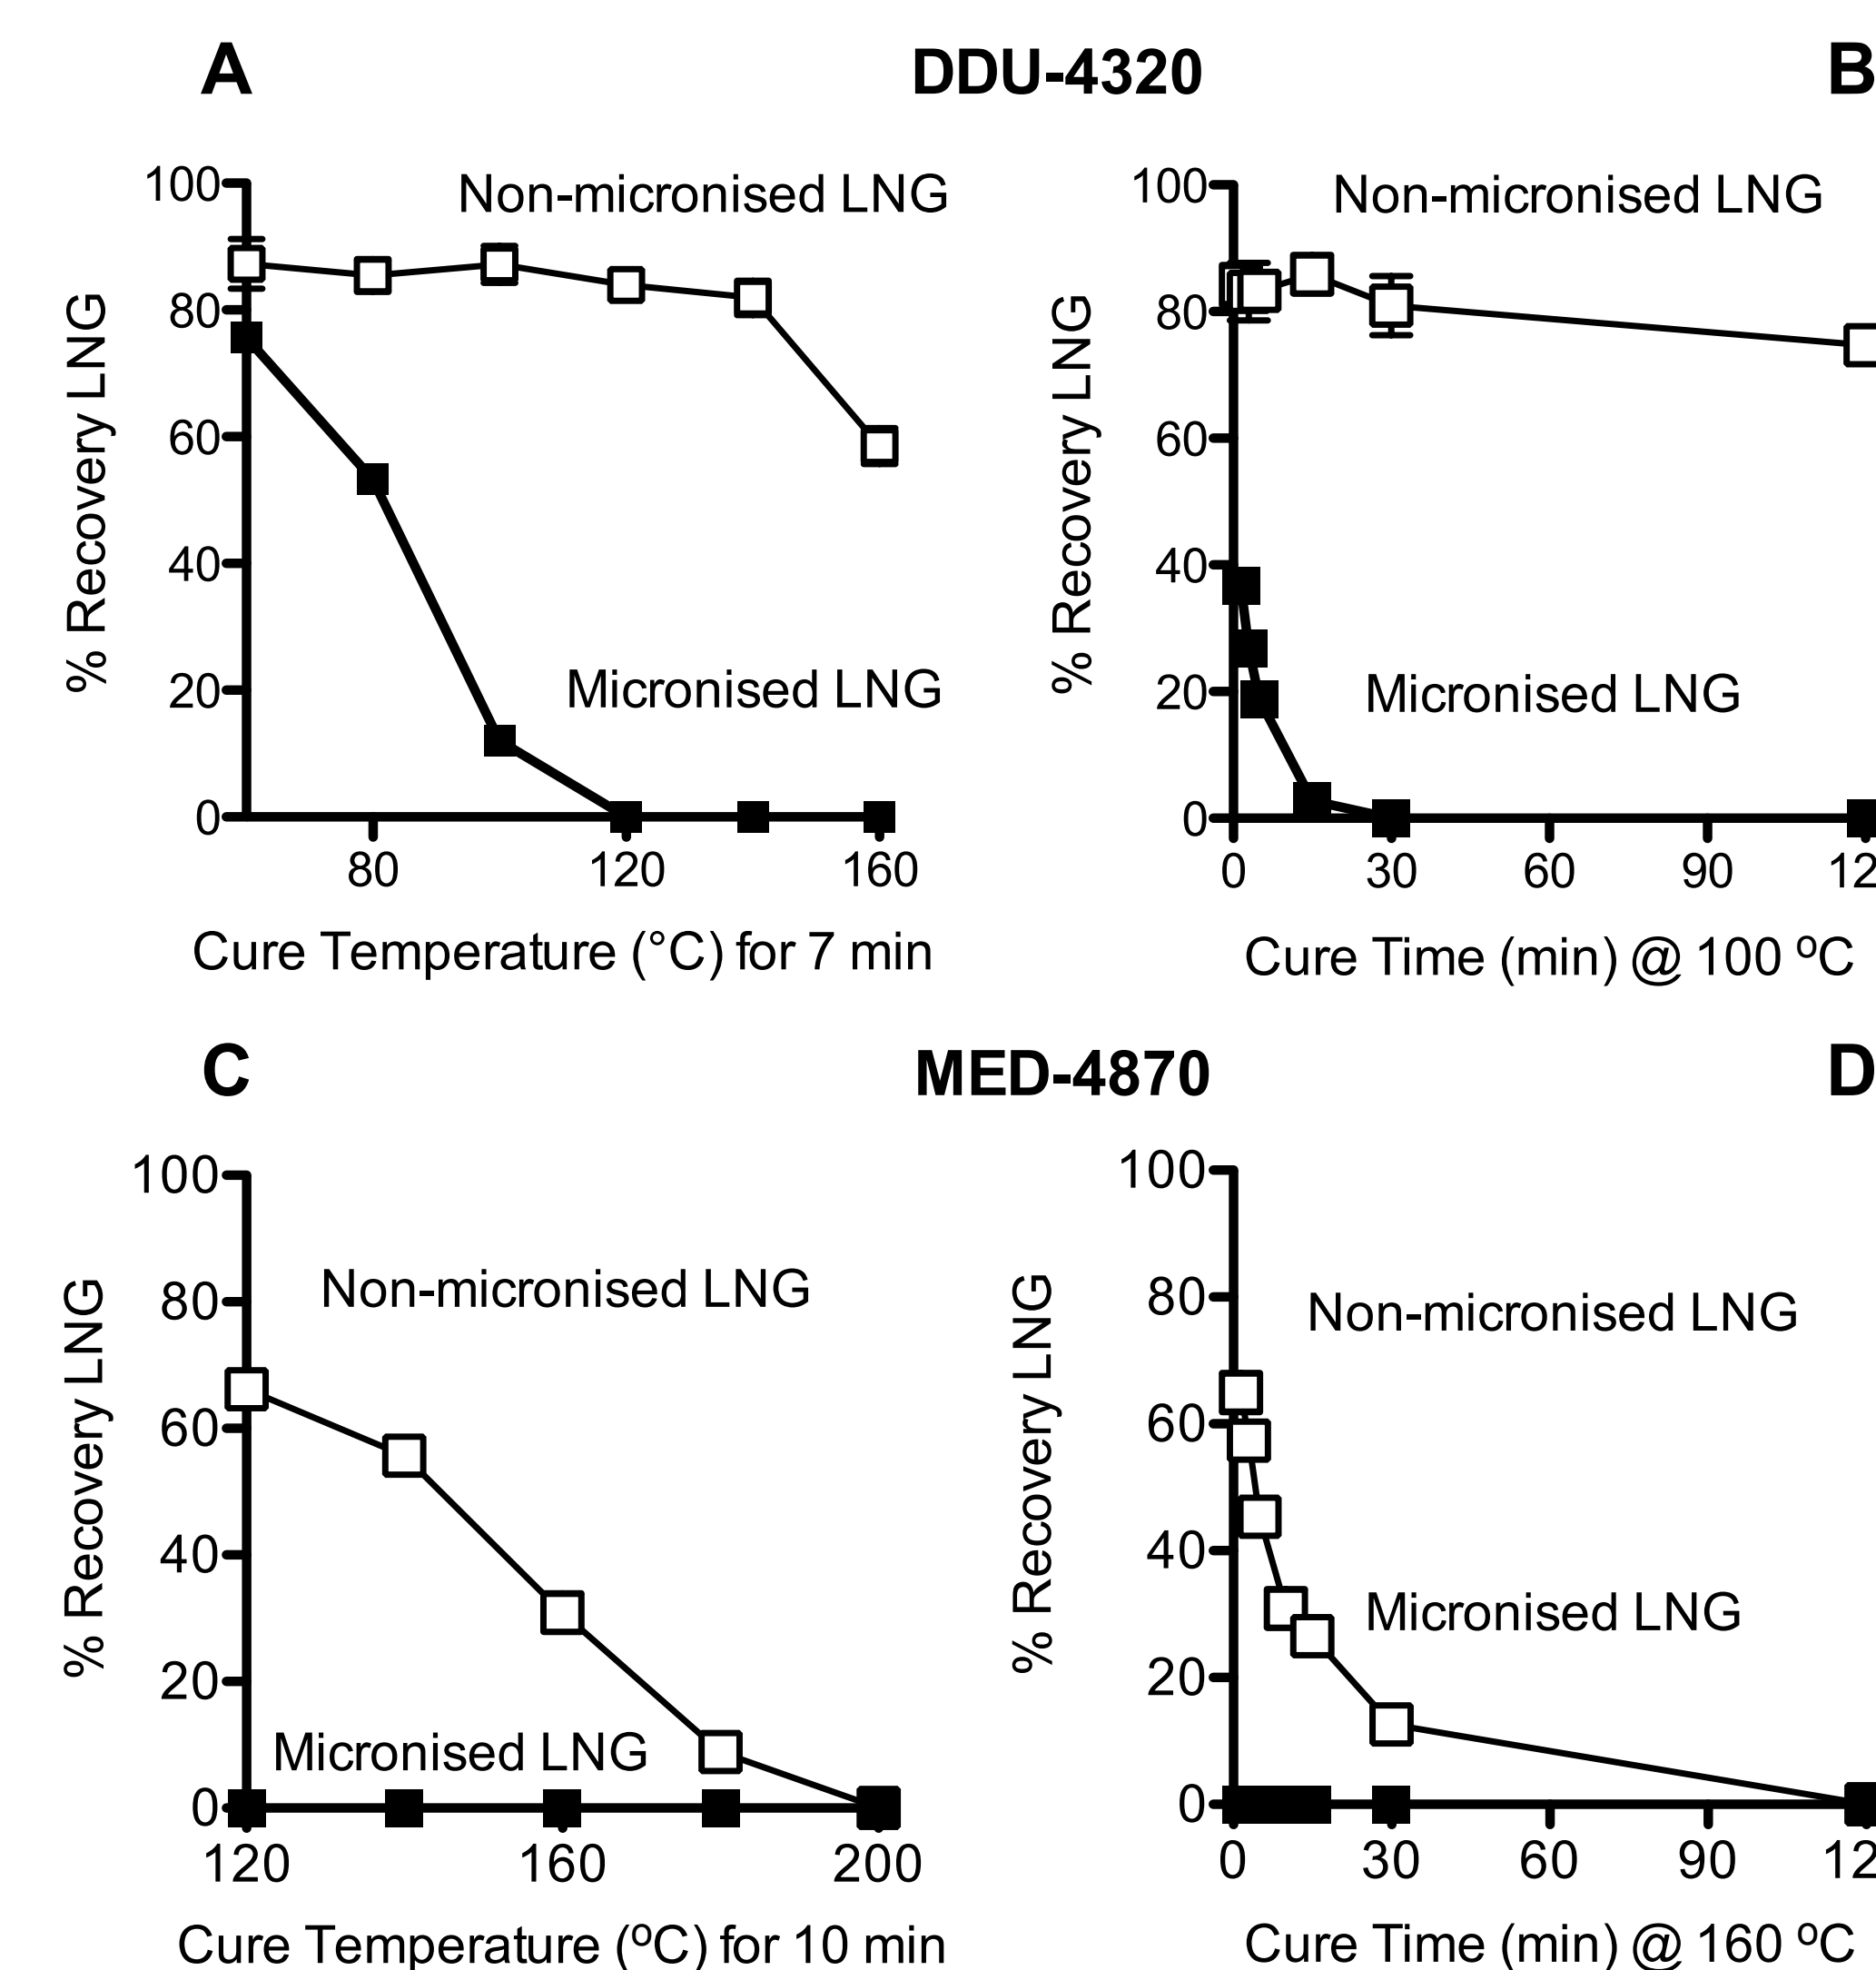 A
DDU-4320
B
100
80
60
40
20
0
% Recovery LNG
Non-micronised LNG
Micronised LNG
80
120
160
Cure Temperature (°C) for 7 min
100
80
60
40
20
0
% Recovery LNG
Non-micronised LNG
Micronised LNG
0
30
60
90
12
Cure Time (min) @ 100 ºC
C
MED-4870
D
100
80
60
40
20
0
% Recovery LNG
Non-micronised LNG
Micronised LNG
120
160
200
Cure Temperature (ºC) for 10 min
100
80
60
40
20
0
% Recovery LNG
Non-micronised LNG
Micronised LNG
0
30
60
90
12
Cure Time (min) @ 160 ºC